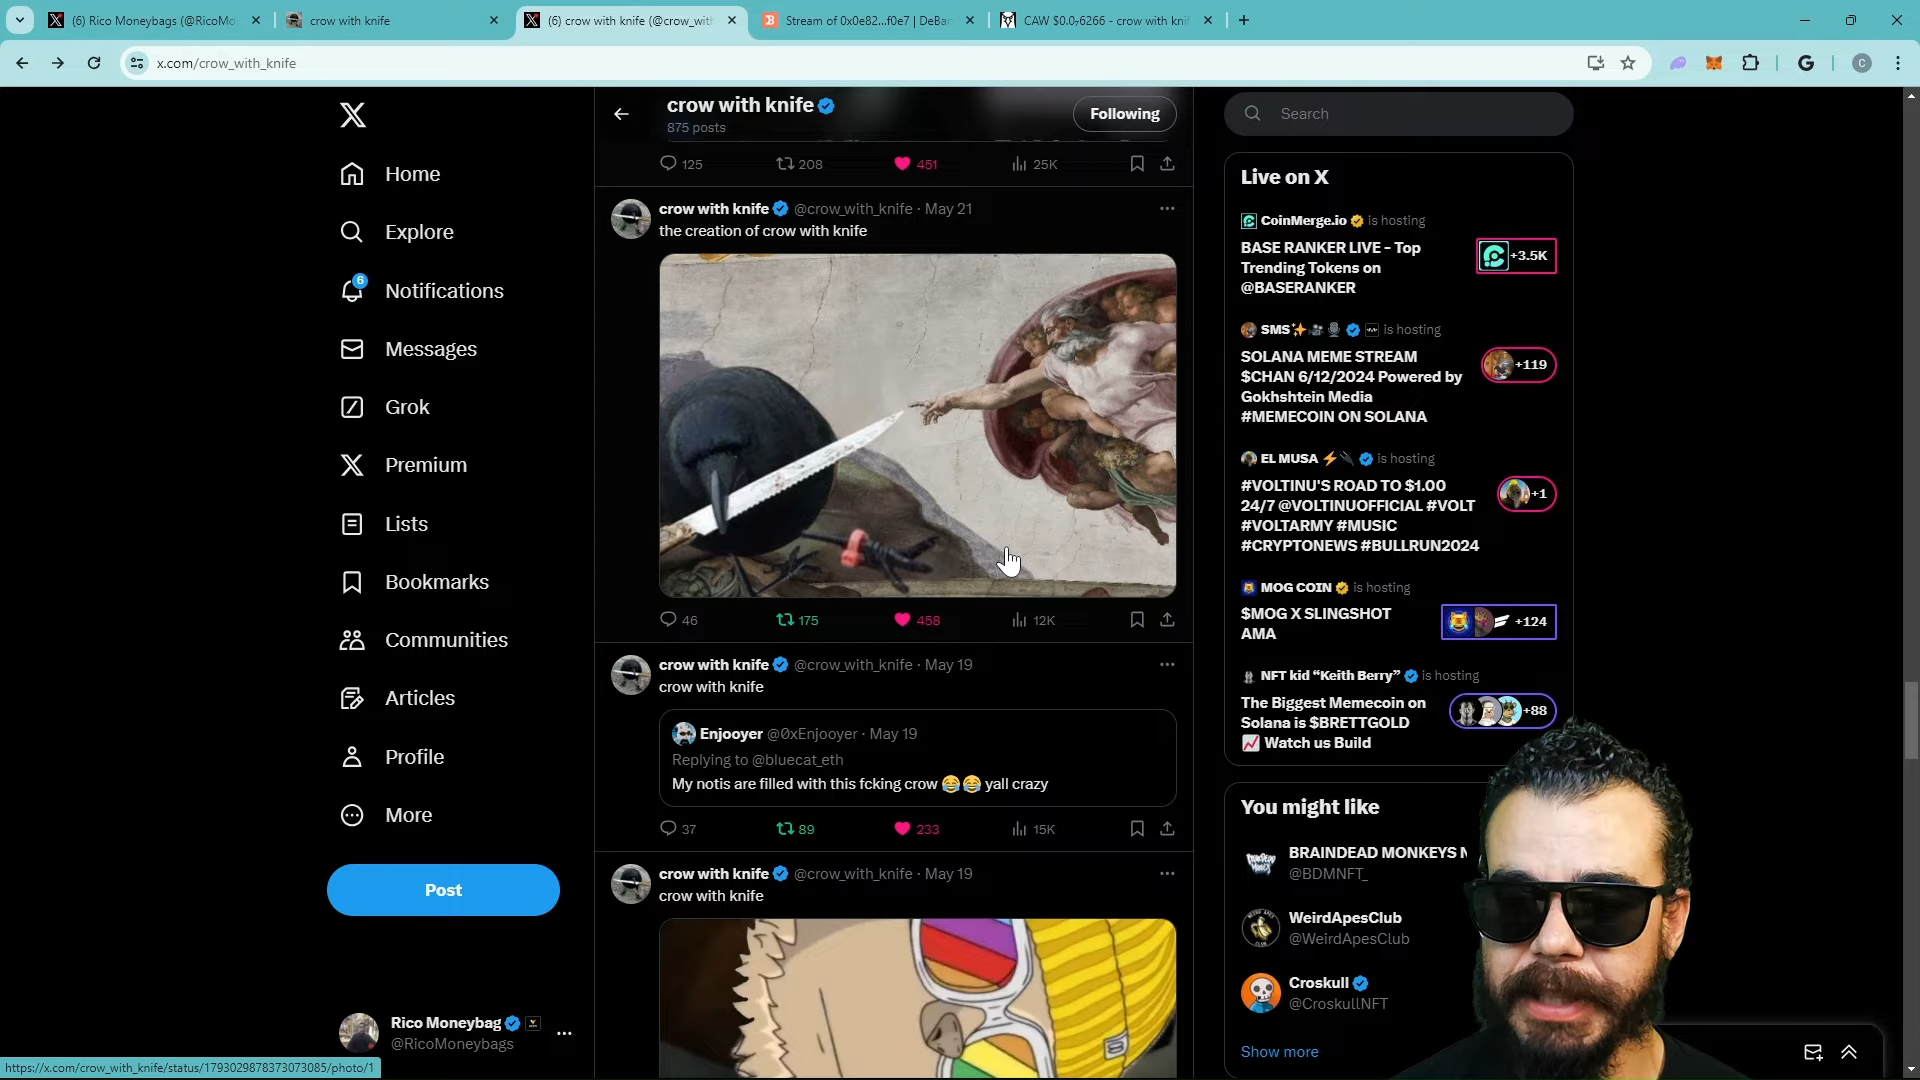 (6) Rico Moneybags (@RicoMo
crow with knife
(6) crow with knife (@crow_with
Stream of 0x0e82...f0e7 | DeBan
CAW $0.0₇6266 - crow with knif
x.com/crow_with_knife
crow with knife
875 posts
Following
Search
Home
Explore
6
Notifications
Messages
Grok
Premium
Lists
Bookmarks
Communities
Articles
Profile
More
Post
Rico Moneybag
@RicoMoneybags
https://x.com/crow_with_knife/status/1793029878373073085/photo/1
125 208 451 25K
crow with knife @crow_with_knife · May 21
the creation of crow with knife
46 175 458 12K
crow with knife @crow_with_knife · May 19
crow with knife
Enjooyer @0xEnjooyer · May 19
Replying to @bluecat_eth
My notis are filled with this fcking crow 😂😂 yall crazy
37 89 233 15K
crow with knife @crow_with_knife · May 19
crow with knife
Live on X
CoinMerge.io is hosting
BASE RANKER LIVE - Top
Trending Tokens on
@BASERANKER
+3.5K
SMS✨🎥🎙 is hosting
SOLANA MEME STREAM
$CHAN 6/12/2024 Powered by
Gokhshtein Media
#MEMECOIN ON SOLANA
+119
EL MUSA ⚡🔌 is hosting
#VOLTINU'S ROAD TO $1.00
24/7 @VOLTINUOFFICIAL #VOLT
#VOLTARMY #MUSIC
#CRYPTONEWS #BULLRUN2024
+1
MOG COIN is hosting
$MOG X SLINGSHOT
AMA
+124
NFT kid “Keith Berry” is hosting
The Biggest Memecoin on
Solana is $BRETTGOLD
📈 Watch us Build
+88
You might like
BRAINDEAD MONKEYS N
@BDMNFT_
WeirdApesClub
@WeirdApesClub
Croskull
@CroskullNFT
Show more